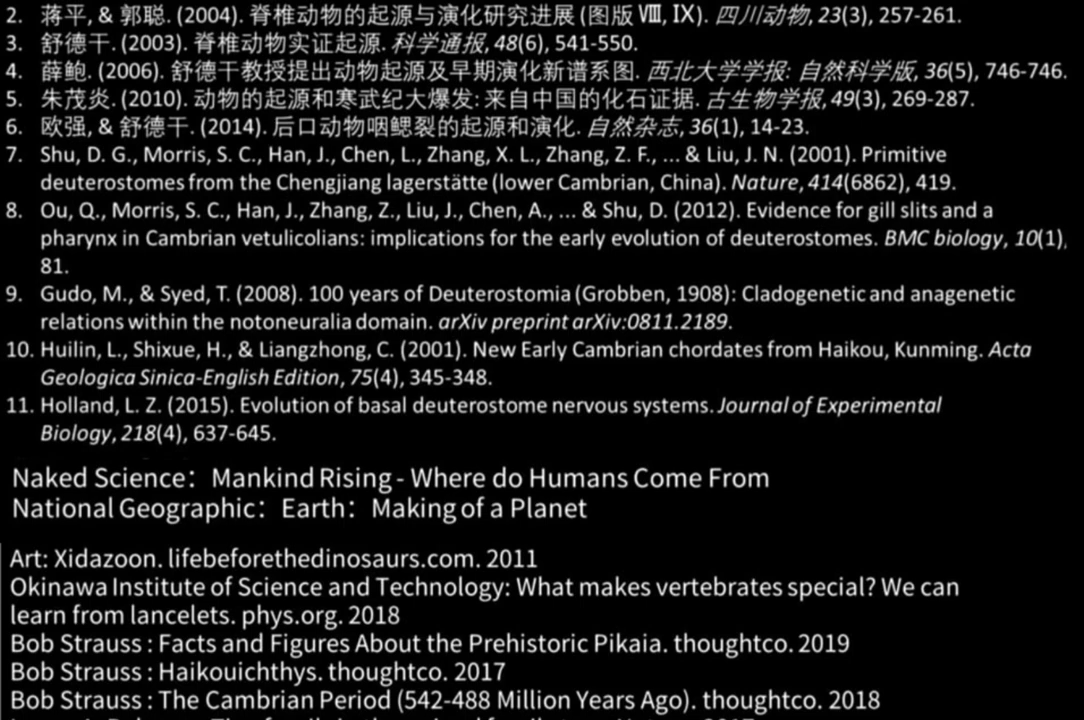 2. 蒋平, & 郭聪. (2004). 脊椎动物的起源与演化研究进展 (图版 Ⅷ, Ⅸ). 四川动物, 23(3), 257-261.
3. 舒德干. (2003). 脊椎动物实证起源. 科学通报, 48(6), 541-550.
4. 薛鲍. (2006). 舒德干教授提出动物起源及早期演化新谱系图. 西北大学学报: 自然科学版, 36(5), 746-746.
5. 朱茂炎. (2010). 动物的起源和寒武纪大爆发: 来自中国的化石证据. 古生物学报, 49(3), 269-287.
6. 欧强, & 舒德干. (2014). 后口动物咽鳃裂的起源和演化. 自然杂志, 36(1), 14-23.
7. Shu, D. G., Morris, S. C., Han, J., Chen, L., Zhang, X. L., Zhang, Z. F., ... & Liu, J. N. (2001). Primitive
deuterostomes from the Chengjiang lagerstätte (lower Cambrian, China). Nature, 414(6862), 419.
8. Ou, Q., Morris, S. C., Han, J., Zhang, Z., Liu, J., Chen, A., ... & Shu, D. (2012). Evidence for gill slits and a
pharynx in Cambrian vetulicolians: implications for the early evolution of deuterostomes. BMC biology, 10(1),
81.
9. Gudo, M., & Syed, T. (2008). 100 years of Deuterostomia (Grobben, 1908): Cladogenetic and anagenetic
relations within the notoneuralia domain. arXiv preprint arXiv:0811.2189.
10. Huilin, L., Shixue, H., & Liangzhong, C. (2001). New Early Cambrian chordates from Haikou, Kunming. Acta
Geologica Sinica-English Edition, 75(4), 345-348.
11. Holland, L. Z. (2015). Evolution of basal deuterostome nervous systems. Journal of Experimental
Biology, 218(4), 637-645.
Naked Science： Mankind Rising - Where do Humans Come From
National Geographic： Earth： Making of a Planet
Art: Xidazoon. lifebeforethedinosaurs.com. 2011
Okinawa Institute of Science and Technology: What makes vertebrates special? We can
learn from lancelets. phys.org. 2018
Bob Strauss : Facts and Figures About the Prehistoric Pikaia. thoughtco. 2019
Bob Strauss : Haikouichthys. thoughtco. 2017
Bob Strauss : The Cambrian Period (542-488 Million Years Ago). thoughtco. 2018